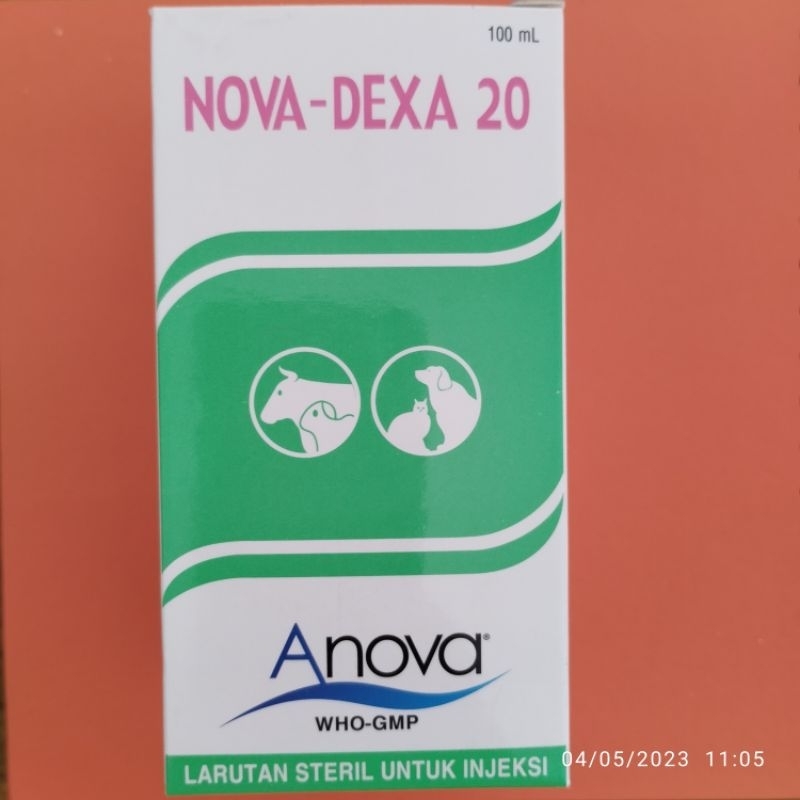 100 mL
NOVA-DEXA 20
Anova®
WHO-GMP
LARUTAN STERIL UNTUK INJEKSI
04/05/2023 11:05